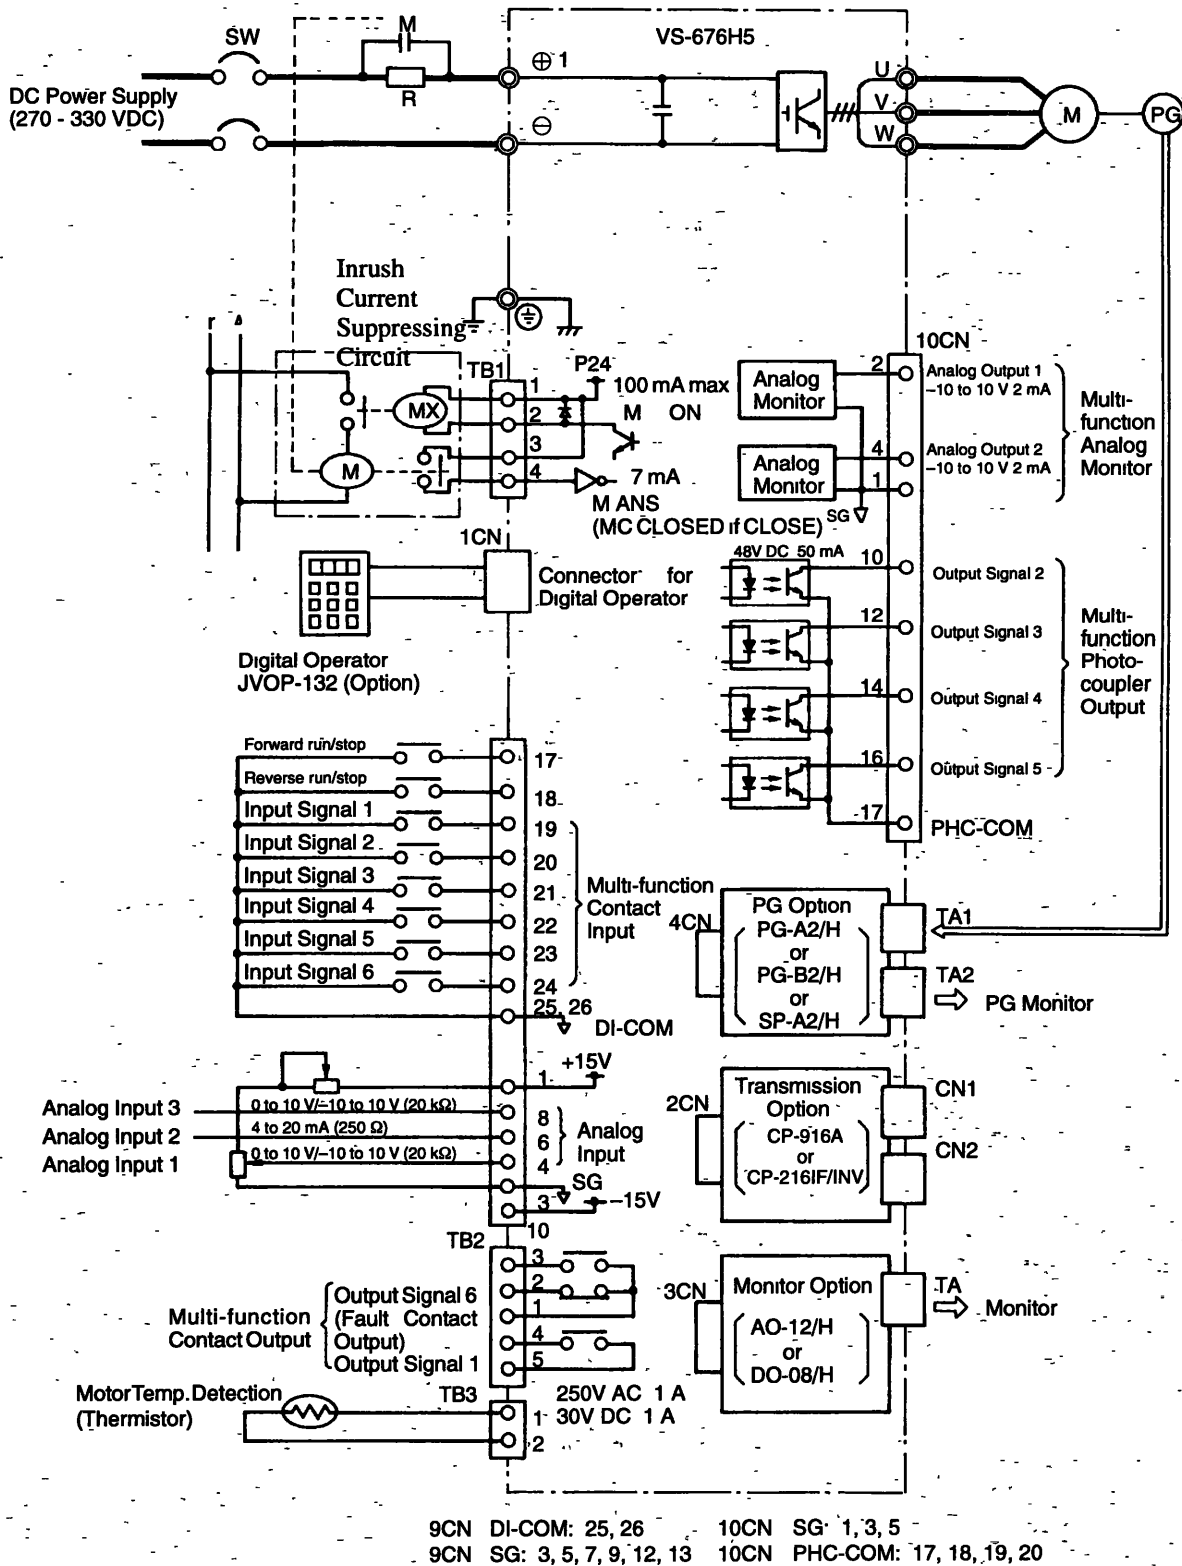 VS-676H5
SW
M
⊕ 1
R
DC Power Supply
(270 - 330 VDC)
⊖
U
V
W
M
PG
Inrush
Current
Suppressing
Circuit
r
TB1
P24
1
100 mA max
2
M ON
3
4
7 mA
M ANS
(MC CLOSED if CLOSE)
MX
M
10CN
Analog
Monitor
2
Analog Output 1
–10 to 10 V 2 mA
Analog
Monitor
4
Analog Output 2
–10 to 10 V 2 mA
1
SG
Multi-
function
Analog
Monitor
1CN
Connector for
Digital Operator
Digital Operator
JVOP-132 (Option)
48V DC 50 mA
10
Output Signal 2
12
Output Signal 3
14
Output Signal 4
16
Output Signal 5
17
PHC-COM
Multi-
function
Photo-
coupler
Output
Forward run/stop
17
Reverse run/stop
18
Input Signal 1
19
Input Signal 2
20
Input Signal 3
21
Input Signal 4
22
Input Signal 5
23
Input Signal 6
24
25, 26
DI-COM
Multi-function
Contact
Input
4CN
PG Option
PG-A2/H
or
PG-B2/H
or
SP-A2/H
TA1
TA2
PG Monitor
+15V
1
Analog Input 3
0 to 10 V/–10 to 10 V (20 kΩ)
8
Analog Input 2
4 to 20 mA (250 Ω)
6
Analog Input 1
0 to 10 V/–10 to 10 V (20 kΩ)
4
Analog
Input
SG
3
–15V
10
2CN
Transmission
Option
CP-916A
or
CP-216IF/INV
CN1
CN2
TB2
3
2
1
4
5
Multi-function
Contact Output
Output Signal 6
(Fault Contact
Output)
Output Signal 1
250V AC 1 A
30V DC 1 A
3CN
Monitor Option
AO-12/H
or
DO-08/H
TA
Monitor
Motor Temp. Detection
(Thermistor)
TB3
1
2
9CN DI-COM: 25, 26
10CN SG: 1, 3, 5
9CN SG: 3, 5, 7, 9, 12, 13
10CN PHC-COM: 17, 18, 19, 20